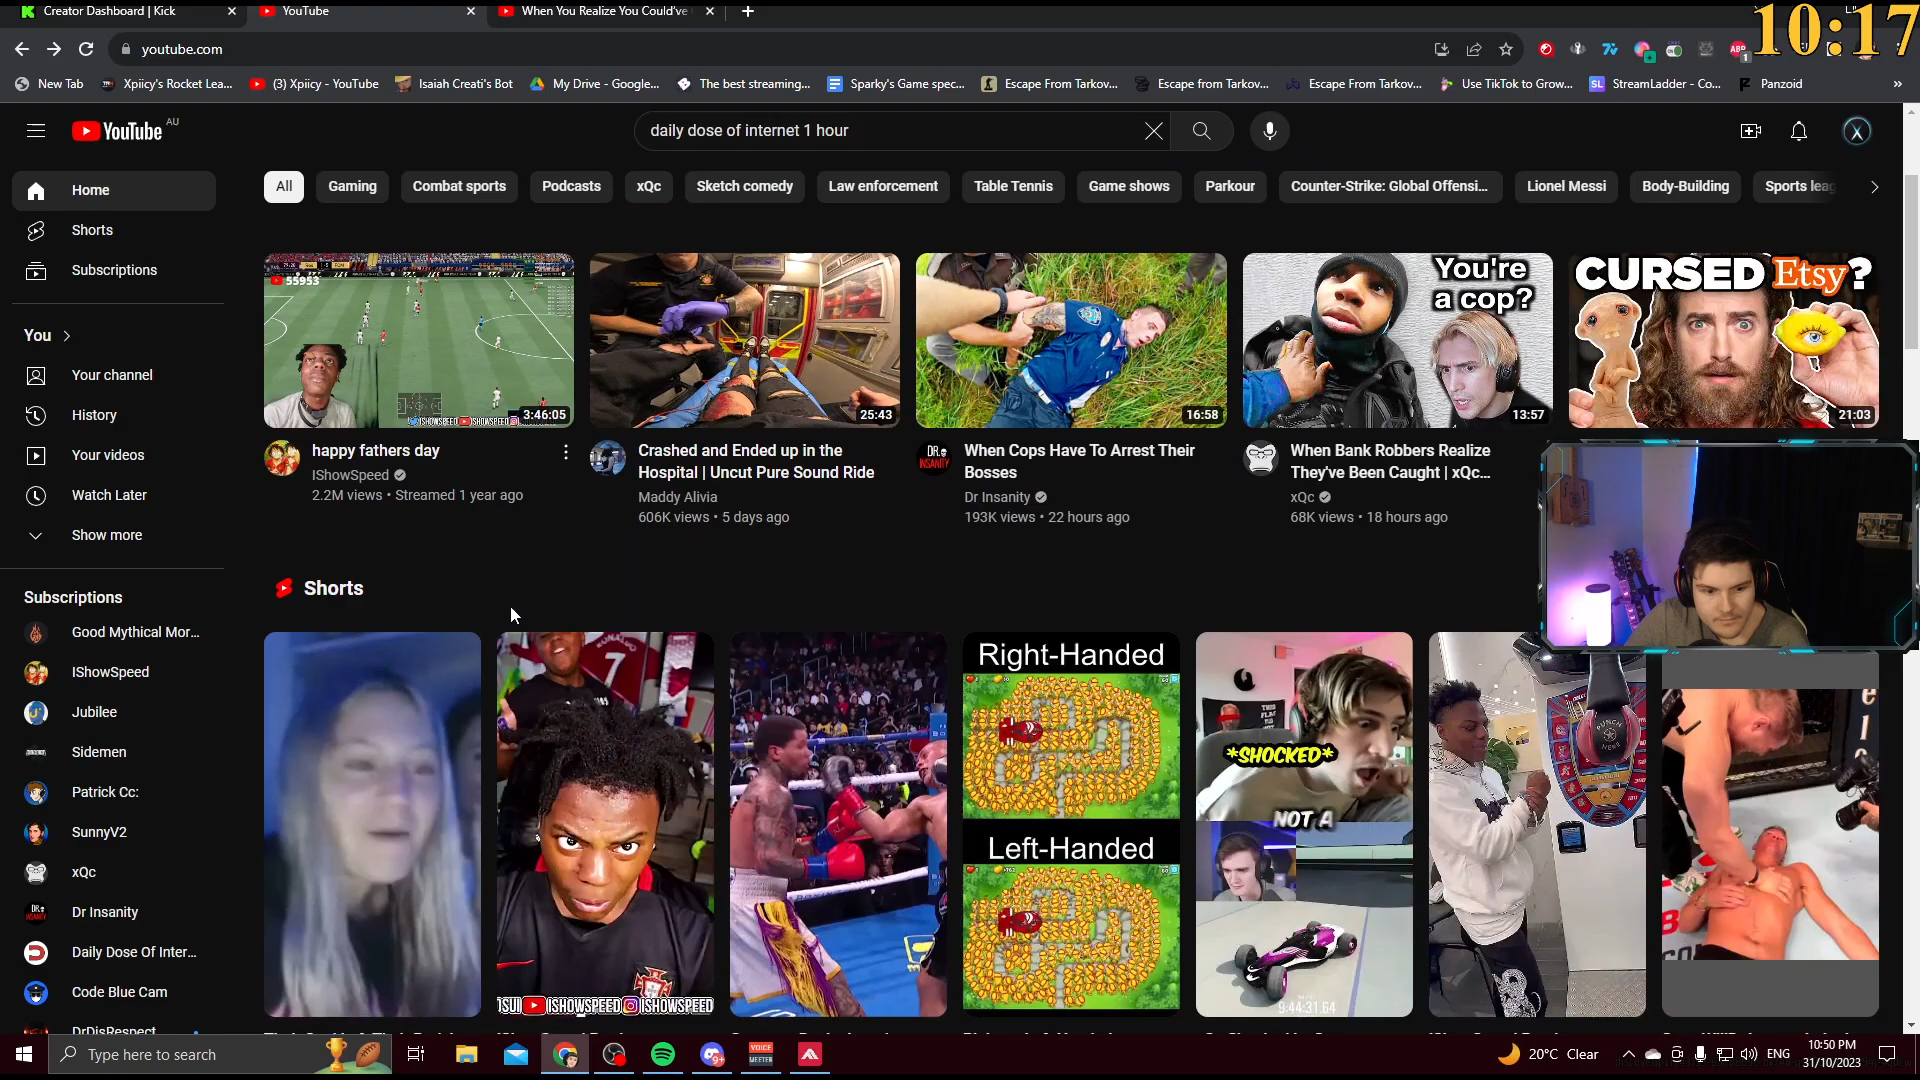 Creator Dashboard | Kick
YouTube
When You Realize You Could've
10:17
youtube.com
New Tab
Xpiicy's Rocket Lea...
(3) Xpiicy - YouTube
Isaiah Creati's Bot
My Drive - Google...
The best streaming...
Sparky's Game spec...
Escape From Tarkov...
Escape from Tarkov...
Escape From Tarkov...
Use TikTok to Grow...
StreamLadder - Co...
Panzoid
YouTube AU
daily dose of internet 1 hour
All
Gaming
Combat sports
Podcasts
xQc
Sketch comedy
Law enforcement
Table Tennis
Game shows
Parkour
Counter-Strike: Global Offensi...
Lionel Messi
Body-Building
Sports leag
Home
Shorts
Subscriptions
You
Your channel
History
Your videos
Watch Later
Show more
Subscriptions
Good Mythical Mor...
IShowSpeed
Jubilee
Sidemen
Patrick Cc:
SunnyV2
xQc
Dr Insanity
Daily Dose Of Inter...
Code Blue Cam
DrDisRespect
55953
3:46:05
happy fathers day
IShowSpeed
2.2M views • Streamed 1 year ago
25:43
Crashed and Ended up in the
Hospital | Uncut Pure Sound Ride
Maddy Alivia
606K views • 5 days ago
16:58
When Cops Have To Arrest Their
Bosses
Dr Insanity
193K views • 22 hours ago
You're
a cop?
13:57
When Bank Robbers Realize
They've Been Caught | xQc...
xQc
68K views • 18 hours ago
CURSED Etsy?
21:03
Shorts
7
ISHOWSPEED ISHOWSPEED
Right-Handed
Left-Handed
*SHOCKED*
NOT A
9:44:31.64
PUNCH
HERE
Type here to search
20°C Clear
ENG
10:50 PM
31/10/2023